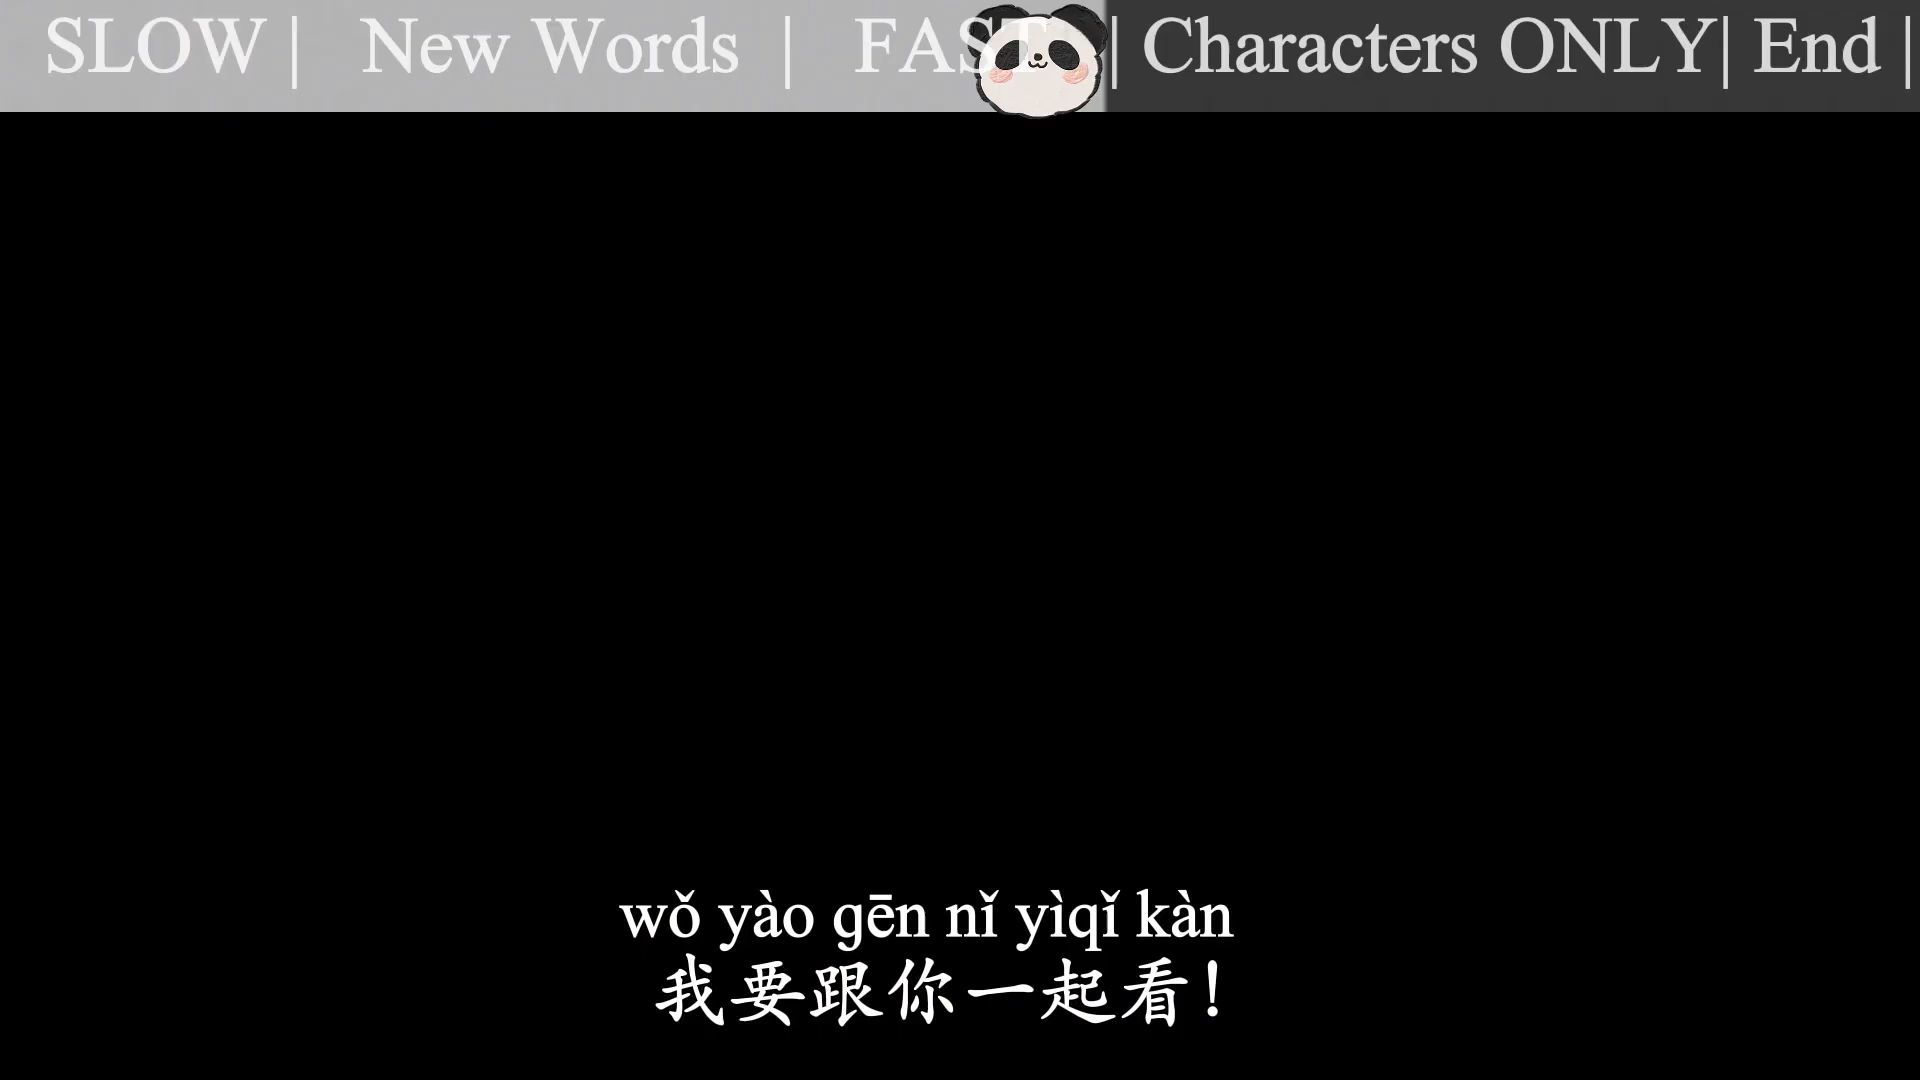 SLOW | New Words | FAST | Characters ONLY | End |
wǒ yào gēn nǐ yìqǐ kàn
我要跟你一起看！